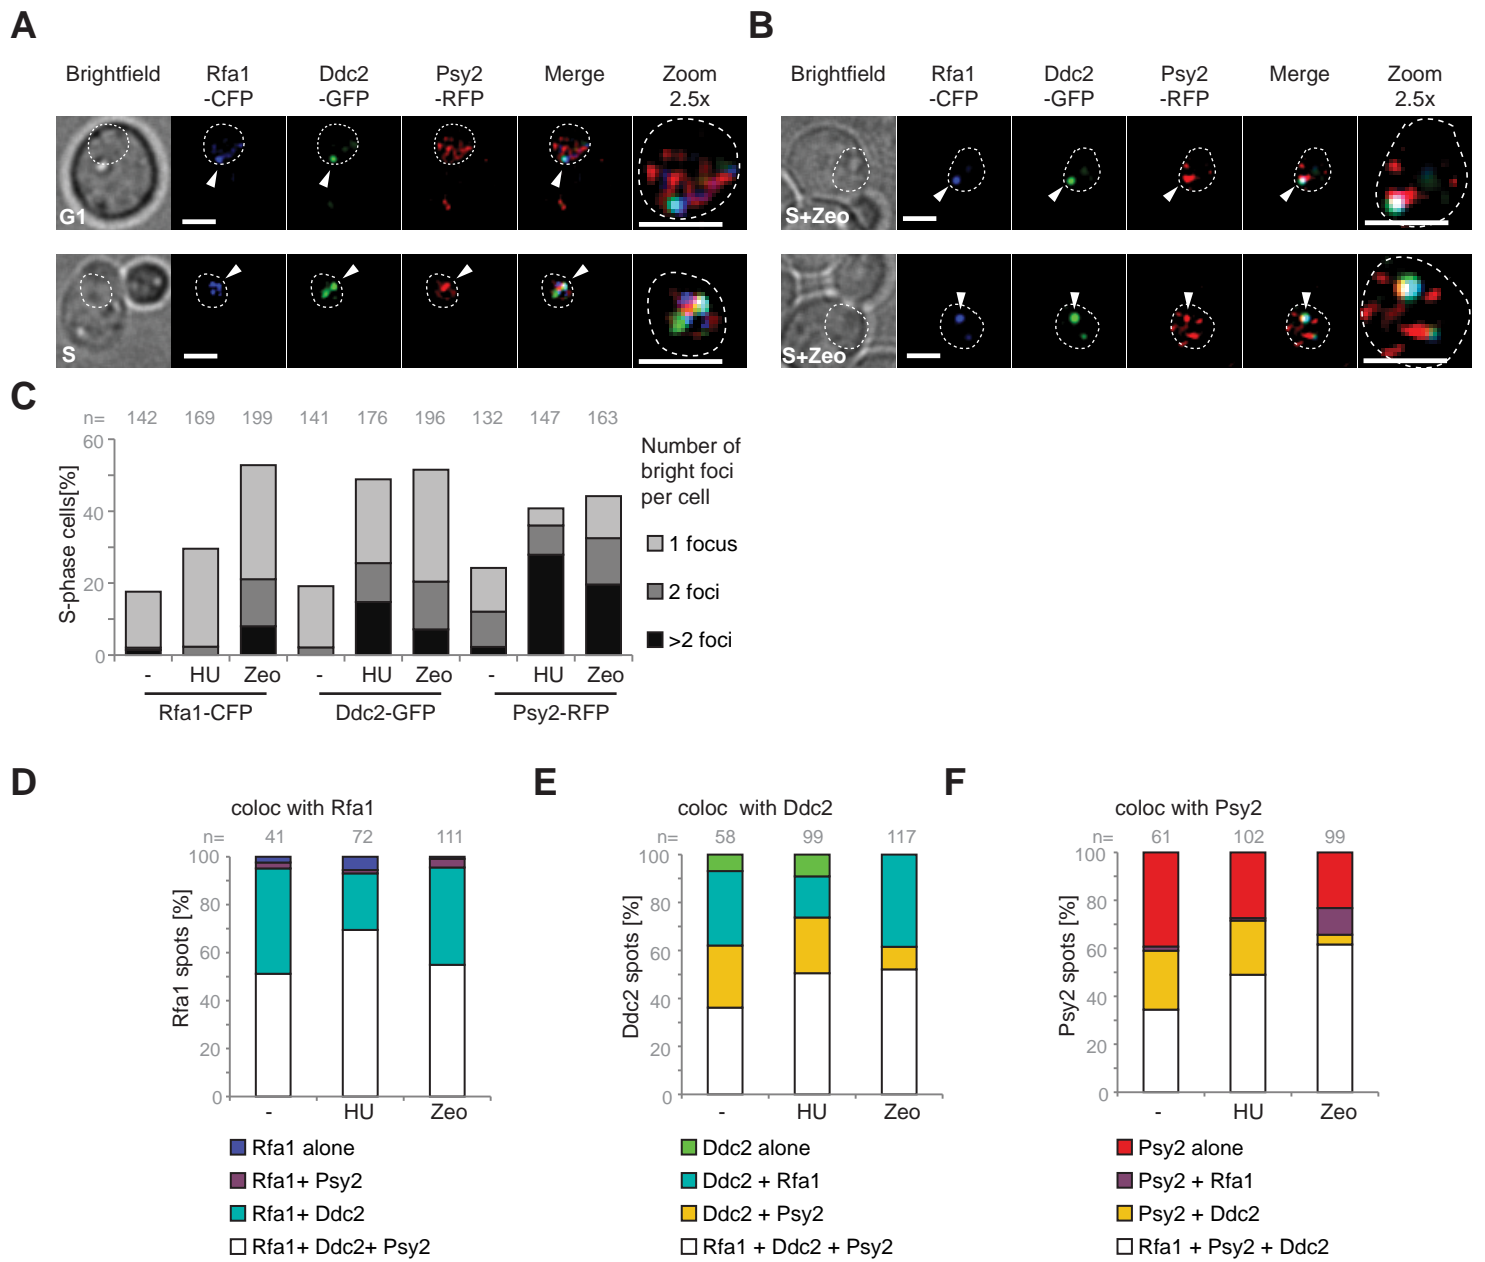 A
B
Brightfield Rfa1 -CFP Ddc2 -GFP Psy2 -RFP Merge Zoom 2.5x
Brightfield Rfa1 -CFP Ddc2 -GFP Psy2 -RFP Merge Zoom 2.5x
G1
S+Zeo
S
S+Zeo
C
n= 142 169 199 141 176 196 132 147 163
60
40
20
0
S-phase cells[%]
- HU Zeo - HU Zeo - HU Zeo
Rfa1-CFP Ddc2-GFP Psy2-RFP
Number of
bright foci
per cell
1 focus
2 foci
>2 foci
D
coloc with Rfa1
n= 41 72 111
100
80
60
40
20
0
Rfa1 spots [%]
- HU Zeo
Rfa1 alone
Rfa1+ Psy2
Rfa1+ Ddc2
Rfa1+ Ddc2+ Psy2
E
coloc with Ddc2
n= 58 99 117
100
80
60
40
20
0
Ddc2 spots [%]
- HU Zeo
Ddc2 alone
Ddc2 + Rfa1
Ddc2 + Psy2
Rfa1 + Ddc2 + Psy2
F
coloc with Psy2
n= 61 102 99
100
80
60
40
20
0
Psy2 spots [%]
- HU Zeo
Psy2 alone
Psy2 + Rfa1
Psy2 + Ddc2
Rfa1 + Psy2 + Ddc2